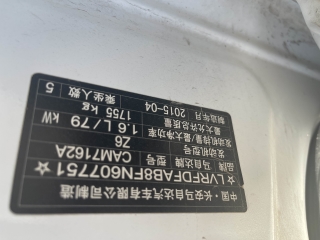 中国・长安马自达汽车有限公司制造
☆LVRFDFAB8FN607751☆
品牌 马自达牌 型号 CAM7162A
发动机型号 Z6
发动机排量/最大净功率 1.6 L/79 kW
最大允许总质量 1755 kg
制造年月 2015-04 乘坐人数 5